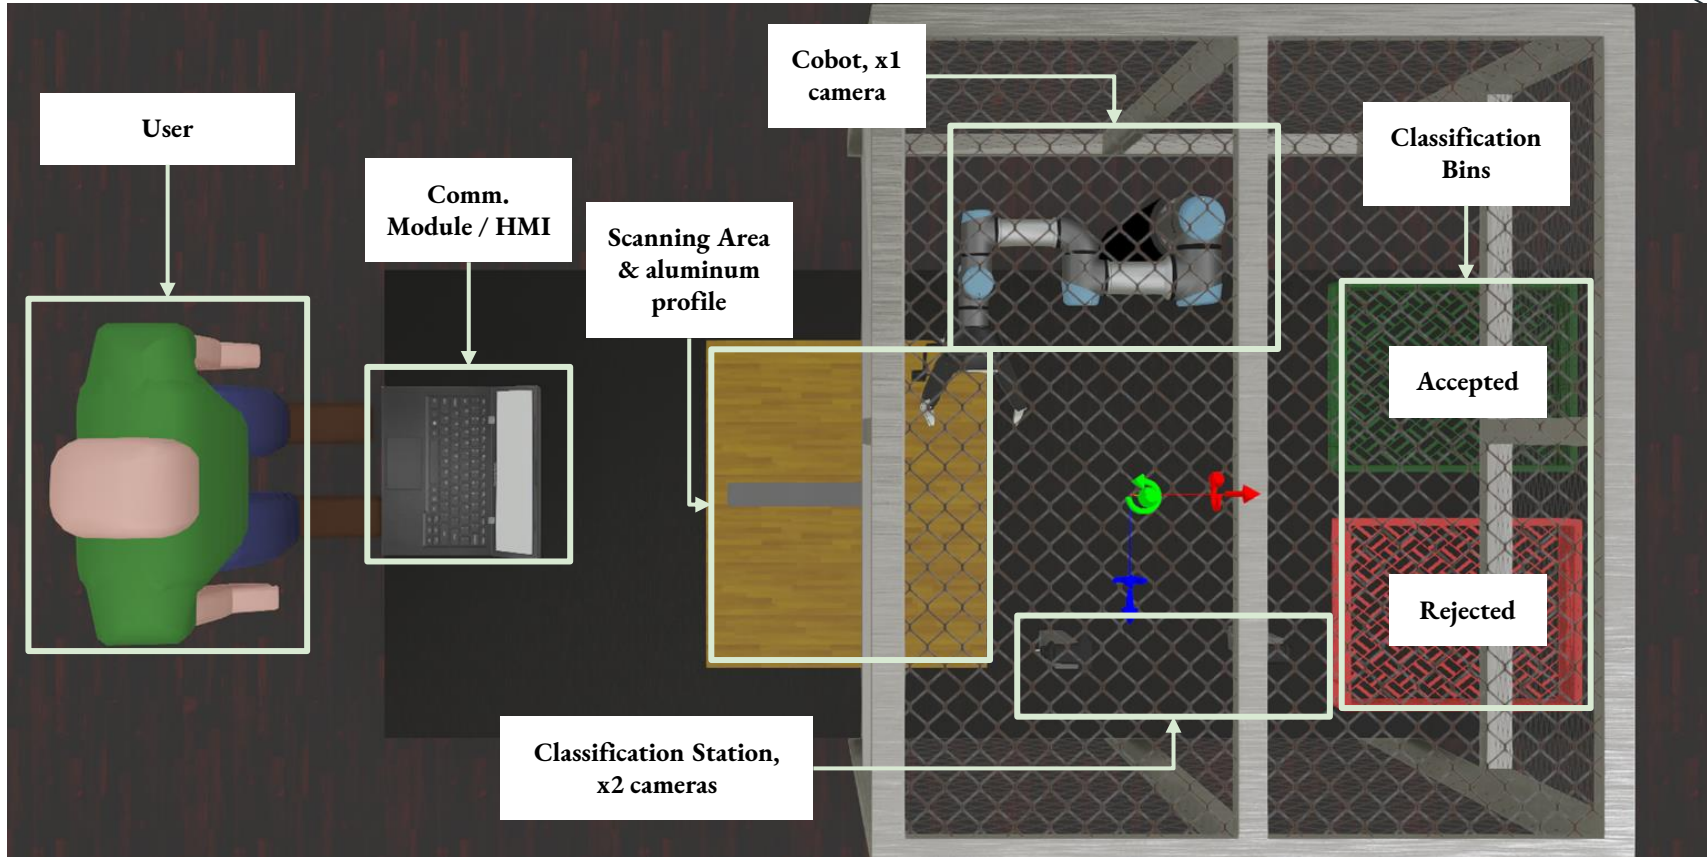 User
Comm.
Module / HMI
Scanning Area
& aluminum
profile
Cobot, x1
camera
Classification
Bins
Accepted
Rejected
Classification Station,
x2 cameras